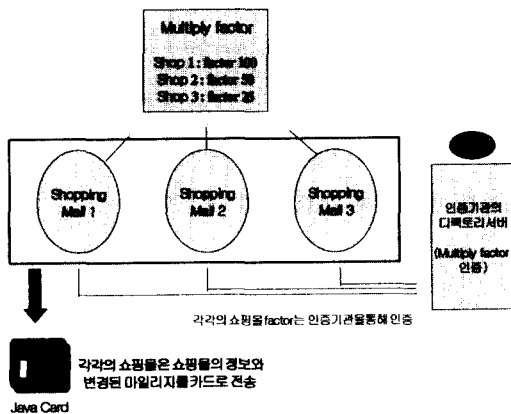 Multiply factor
Shop 1 : factor 100
Shop 2 : factor 50
Shop 3 : factor 25
Shopping
Mall 1
Shopping
Mall 2
Shopping
Mall 3
인증기관의
디렉토리서버
(Multiply factor
인증)
각각의 쇼핑몰factor는 인증기관을통해 인증
각각의 쇼핑몰은 쇼핑몰의 정보와
변경된 마일리지를 카드로 전송
Java Card